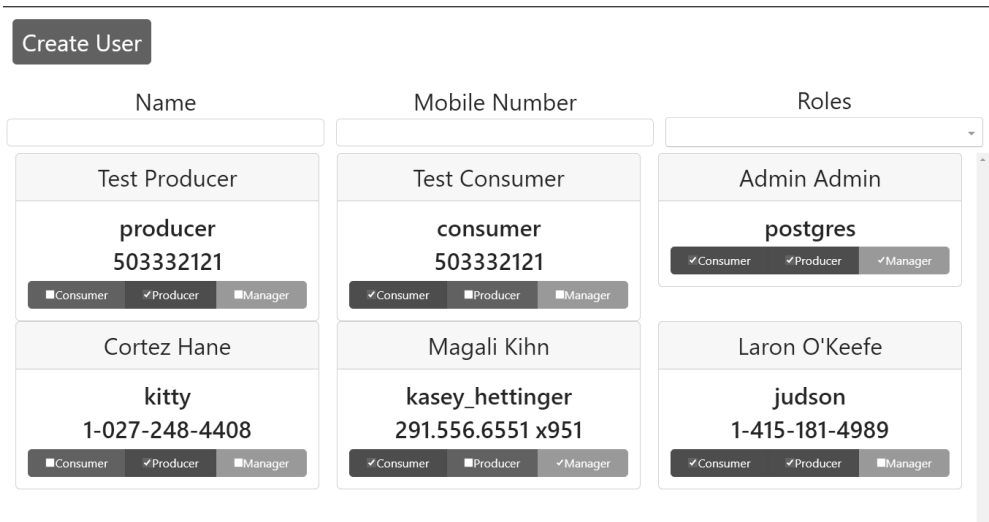 Create User
Name Mobile Number Roles
Test Producer
producer
503332121
Consumer Producer Manager
Test Consumer
consumer
503332121
Consumer Producer Manager
Admin Admin
postgres
Consumer Producer Manager
Cortez Hane
kitty
1-027-248-4408
Consumer Producer Manager
Magali Kihn
kasey_hettinger
291.556.6551 x951
Consumer Producer Manager
Laron O'Keefe
judson
1-415-181-4989
Consumer Producer Manager